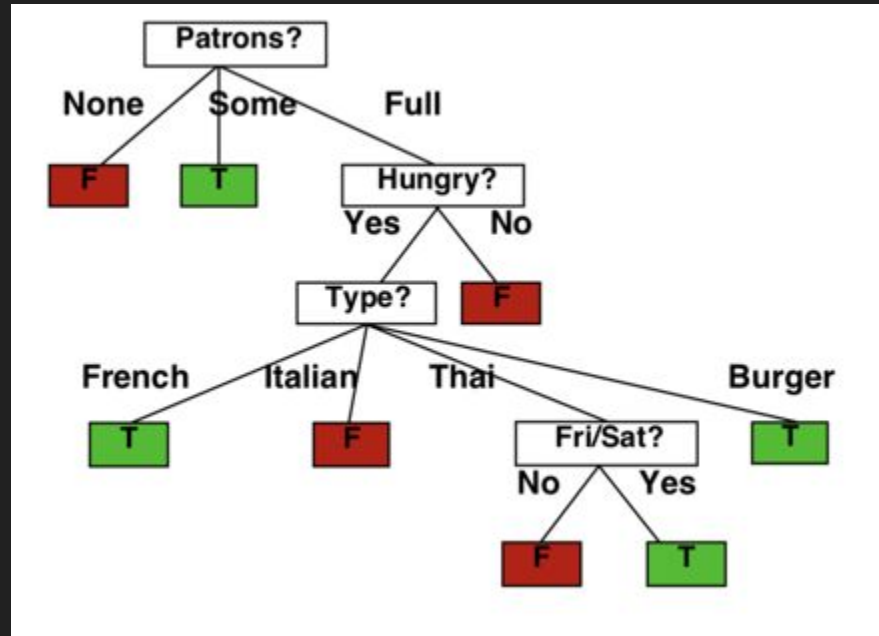 Patrons?
None Some Full
F T Hungry?
Yes No
Type? F
French Italian Thai Burger
T F Fri/Sat? T
No Yes
F T